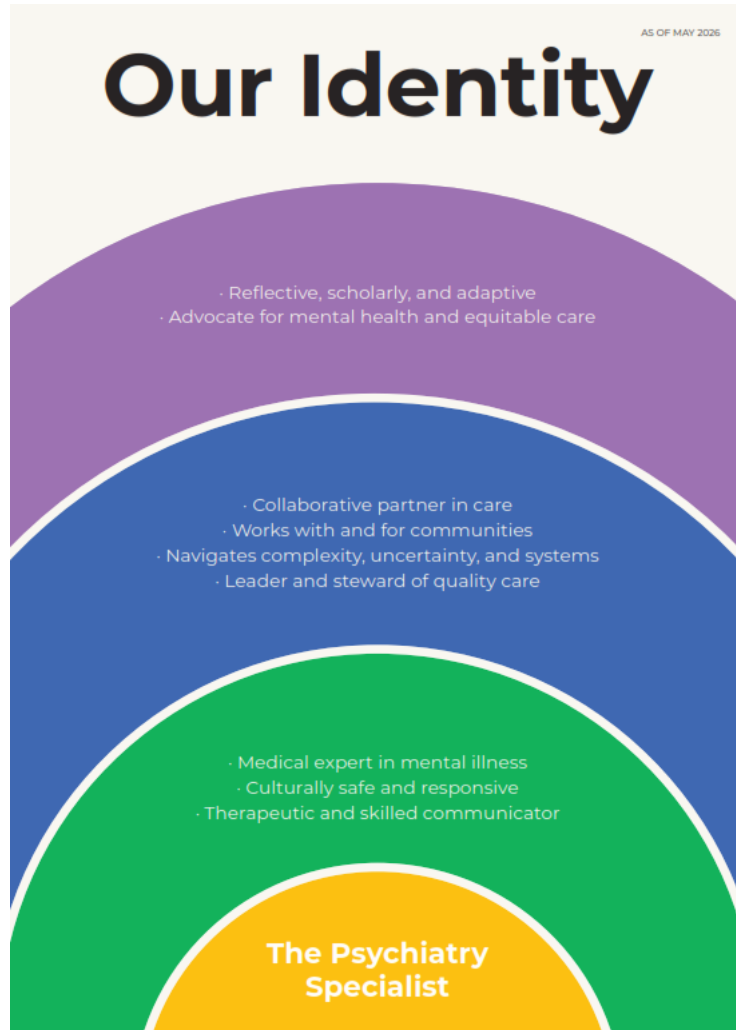 AS OF MAY 2026
Our Identity
· Reflective, scholarly, and adaptive
· Advocate for mental health and equitable care
· Collaborative partner in care
· Works with and for communities
· Navigates complexity, uncertainty, and systems
· Leader and steward of quality care
· Medical expert in mental illness
· Culturally safe and responsive
· Therapeutic and skilled communicator
The Psychiatry
Specialist